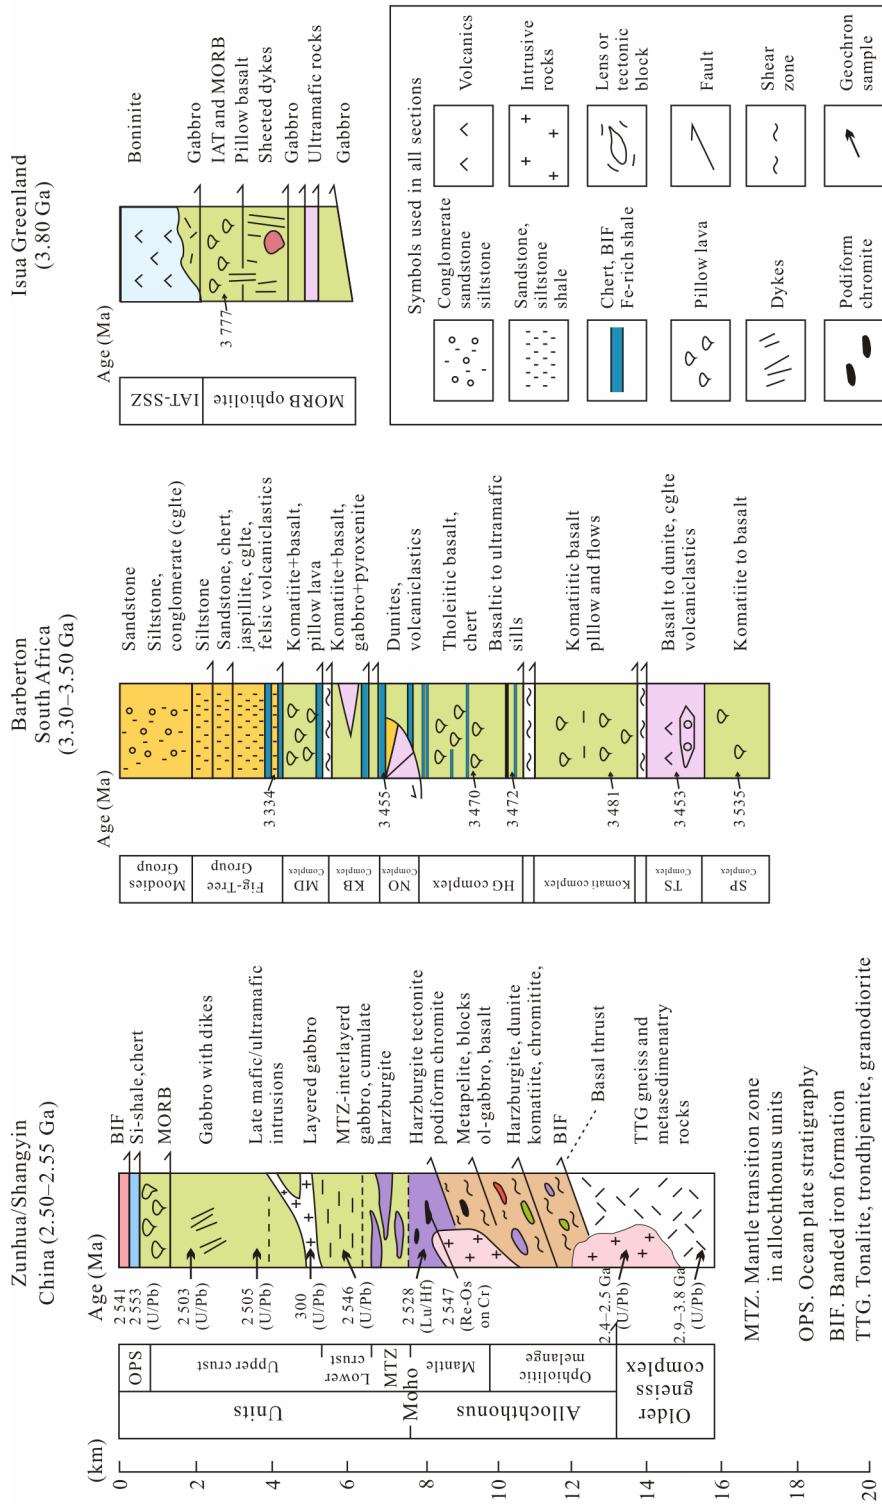 Zunhua/Shangyin
China (2.50–2.55 Ga)
(km)
0
2
4
6
8
10
12
14
16
18
20
Units
Moho
Allochthonus
Older
gneiss
complex
OPS
Upper crust
Lower
crust
MTZ
Mantle
Ophiolitic
melange
Age (Ma)
2 541
2 553
(U/Pb)
2 503
(U/Pb)
2 505
(U/Pb)
300
(U/Pb)
2 546
(U/Pb)
2 528
(Lu/Hf)
2 547
(Re-Os
on Cr)
2.4–2.5 Ga
(U/Pb)
2.9–3.8 Ga
(U/Pb)
BIF
Si-shale,chert
MORB
Gabbro with dikes
Late mafic/ultramafic
intrusions
Layered gabbro
MTZ-interlayerd
gabbro, cumulate
harzburgite
Harzburgite tectonite
podiform chromite
Metapelite, blocks
ol-gabbro, basalt
Harzburgite, dunite
komatiite, chromitite,
BIF
Basal thrust
TTG gneiss and
metasedimenatry
rocks
MTZ. Mantle transition zone
in allochthonus units
OPS. Ocean plate stratigraphy
BIF. Banded iron formation
TTG. Tonalite, trondhjemite, granodiorite
Barberton
South Africa
(3.30–3.50 Ga)
Age (Ma)
Moodies
Group
Fig-Tree
Group
MD
Complex
KB
Complex
NO
Complex
HG complex
Komati complex
TS
Complex
SP
Complex
3 334
3 455
3 470
3 472
3 481
3 453
3 535
Sandstone
Siltstone,
conglomerate (cglte)
Siltstone
Sandstone, chert,
jaspillite, cglte,
felsic volcaniclastics
Komatiite+basalt,
pillow lava
Komatiite+basalt,
gabbro+pyroxenite
Dunites,
volcaniclastics
Tholeiitic basalt,
chert
Basaltic to ultramafic
sills
Komatiitic basalt
plllow and flows
Basalt to dunite, cglte
volcaniclastics
Komatiite to basalt
Isua Greenland
(3.80 Ga)
Age (Ma)
IAT-SSZ
MORB ophiolite
3 777
Boninite
Gabbro
IAT and MORB
Pillow basalt
Sheeted dykes
Gabbro
Ultramafic rocks
Gabbro
Symbols used in all sections
Conglomerate
sandstone
siltstone
Volcanics
Sandstone,
siltstone
shale
Intrusive
rocks
Chert, BIF
Fe-rich shale
Lens or
tectonic
block
Pillow lava
Fault
Dykes
Shear
zone
Podiform
chromite
Geochron
sample